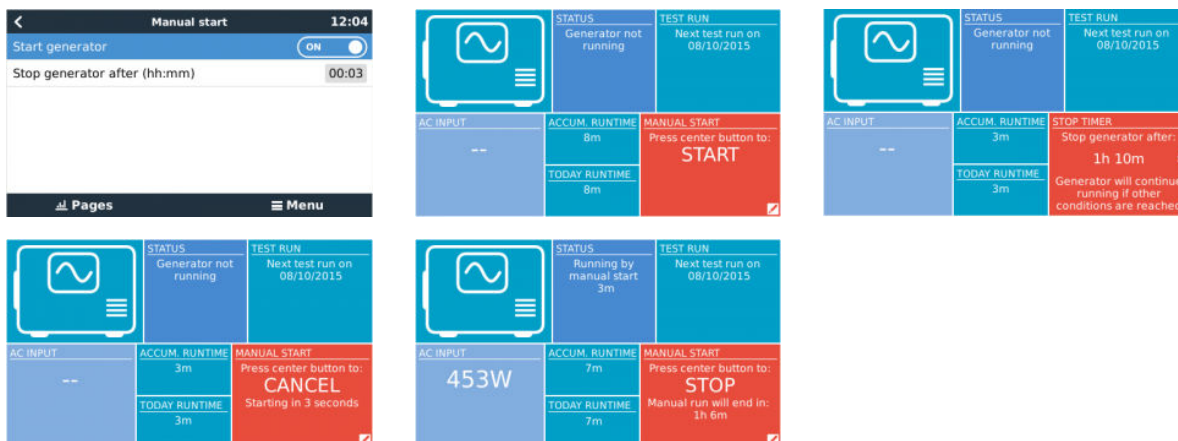 Manual start 12:04
Start generator ON
Stop generator after (hh:mm) 00:03
Pages Menu
STATUS
Generator not
running
TEST RUN
Next test run on
08/10/2015
AC INPUT
--
ACCUM. RUNTIME
8m
TODAY RUNTIME
8m
MANUAL START
Press center button to:
START
STATUS
Generator not
running
TEST RUN
Next test run on
08/10/2015
AC INPUT
--
ACCUM. RUNTIME
3m
TODAY RUNTIME
3m
STOP TIMER
Stop generator after:
1h 10m
Generator will continue
running if other
conditions are reached
STATUS
Generator not
running
TEST RUN
Next test run on
08/10/2015
AC INPUT
--
ACCUM. RUNTIME
3m
TODAY RUNTIME
3m
MANUAL START
Press center button to:
CANCEL
Starting in 3 seconds
STATUS
Running by
manual start
3m
TEST RUN
Next test run on
08/10/2015
AC INPUT
453W
ACCUM. RUNTIME
7m
TODAY RUNTIME
7m
MANUAL START
Press center button to:
STOP
Manual run will end in:
1h 6m